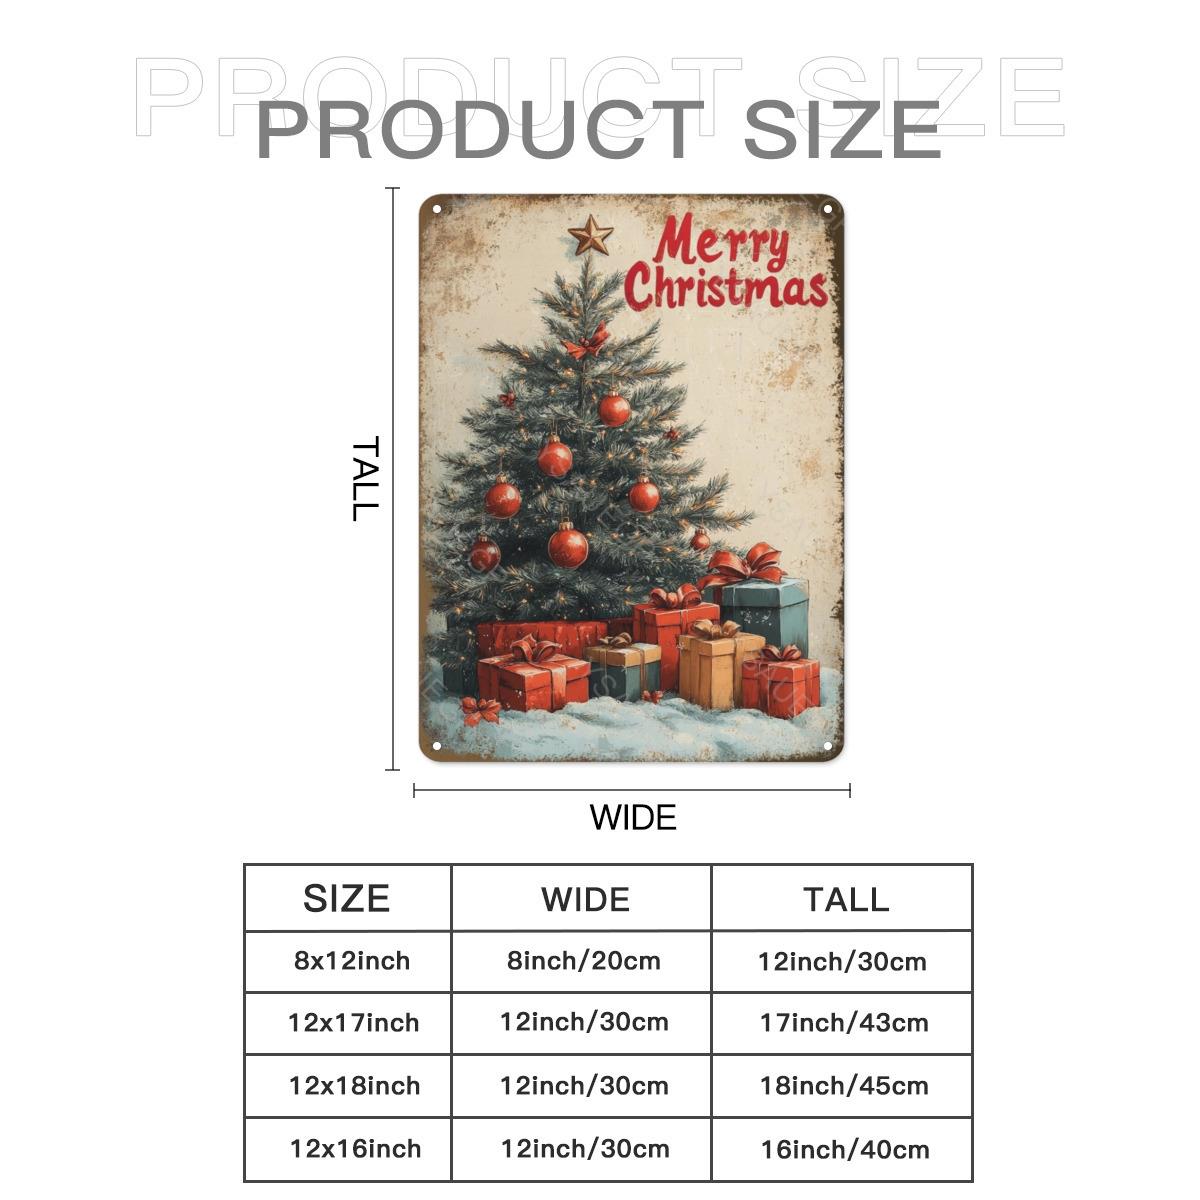 PRODUCT SIZE
PRODUCT SIZE
Merry
Christmas
TALL
WIDE
SIZE WIDE TALL
8x12inch 8inch/20cm 12inch/30cm
12x17inch 12inch/30cm 17inch/43cm
12x18inch 12inch/30cm 18inch/45cm
12x16inch 12inch/30cm 16inch/40cm